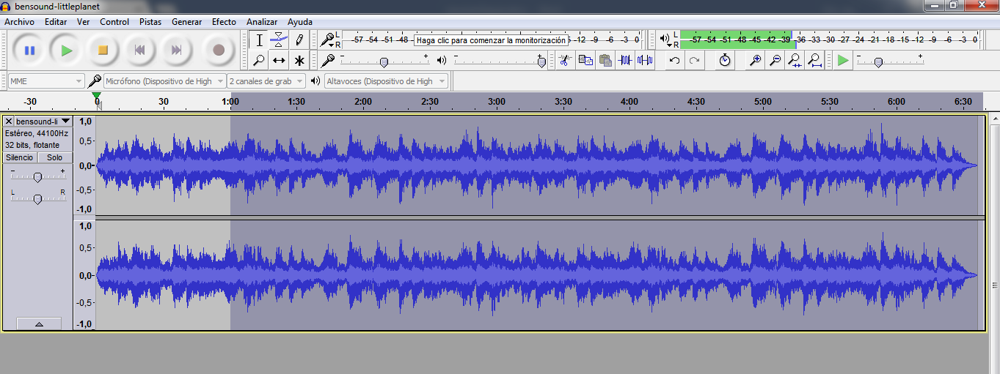 bensound-littleplanet
Archivo Editar Ver Control Pistas Generar Efecto Analizar Ayuda
L -57 -54 -51 -48 Haga clic para comenzar la monitorización -12 -9 -6 -3 0
R
L -57 -54 -51 -48 -45 -42 -39 -36 -33 -30 -27 -24 -21 -18 -15 -12 -9 -6 -3 0
R
MME Micrófono (Dispositivo de High 2 canales de grab Altavoces (Dispositivo de High
-30 0 30 1:00 1:30 2:00 2:30 3:00 3:30 4:00 4:30 5:00 5:30 6:00 6:30
bensound-li
Estéreo, 44100Hz
32 bits, flotante
Silencio Solo
- +
L R
1,0
0,5-
0,0-
-0,5-
-1,0
1,0
0,5-
0,0-
-0,5-
-1,0